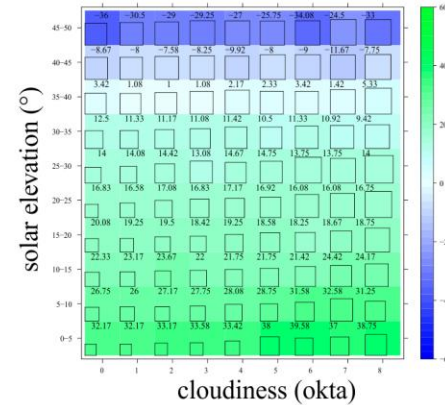 45−50 −36 −30.5 −29 −29.25 −27 −25.75 −34.08 −24.5 −33 60
40−45 −8.67 −8 −7.58 −8.25 −9.92 −8 −9 −11.67 −7.75
35−40 3.42 1.08 1 1.08 2.17 2.33 3.42 1.42 5.33
30−35 12.5 11.33 11.17 11.08 11.42 10.5 11.33 10.92 9.42
25−30 14 14.08 14.42 13.08 14.67 14.75 13.75 13.75 14
20−25 16.83 16.58 17.08 16.83 17.17 16.92 16.08 16.08 16.75
15−20 20.08 19.25 19.5 18.42 19.25 18.58 18.25 18.67 18.75
10−15 22.33 23.17 23.67 22 21.75 21.75 21.42 24.42 24.17
5−10 26.75 26 27.17 27.75 28.08 28.75 31.58 32.58 31.25
0−5 32.17 32.17 33.17 33.58 33.42 38 39.58 37 38.75
0 1 2 3 4 5 6 7 8
solar elevation (°)
cloudiness (okta)